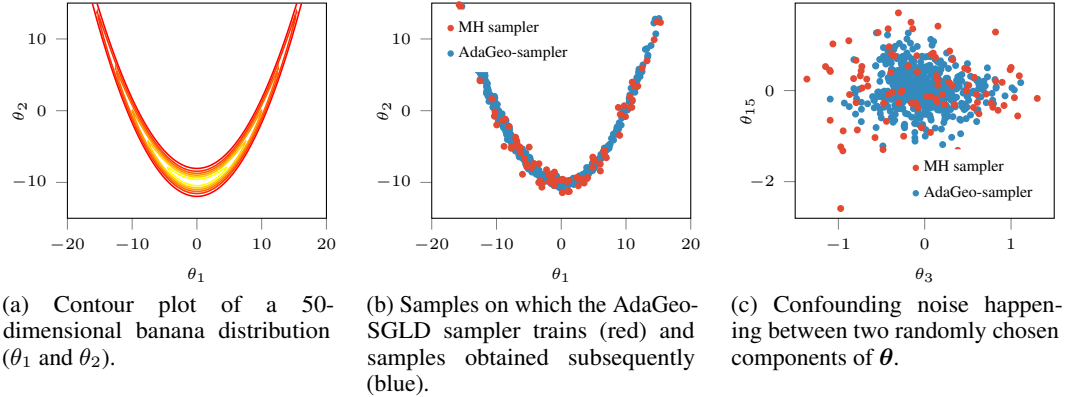 10
0
−10
θ2
−20
−10
0
10
20
θ1
10
0
−10
θ2
MH sampler
AdaGeo-sampler
−20
−10
0
10
20
θ1
0
−2
θ15
MH sampler
AdaGeo-sampler
−1
0
1
θ3
(a) Contour plot of a 50-
dimensional banana distribution
(θ1 and θ2).
(b) Samples on which the AdaGeo-
SGLD sampler trains (red) and
samples obtained subsequently
(blue).
(c) Confounding noise happen-
ing between two randomly chosen
components of θ.